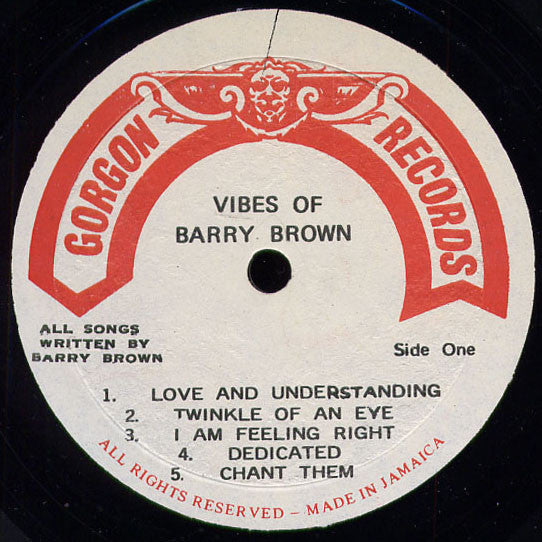 GORGON RECORDS
VIBES OF
BARRY BROWN
ALL SONGS
WRITTEN BY
BARRY BROWN
Side One
1. LOVE AND UNDERSTANDING
2. TWINKLE OF AN EYE
3. I AM FEELING RIGHT
4. DEDICATED
5. CHANT THEM
ALL RIGHTS RESERVED – MADE IN JAMAICA